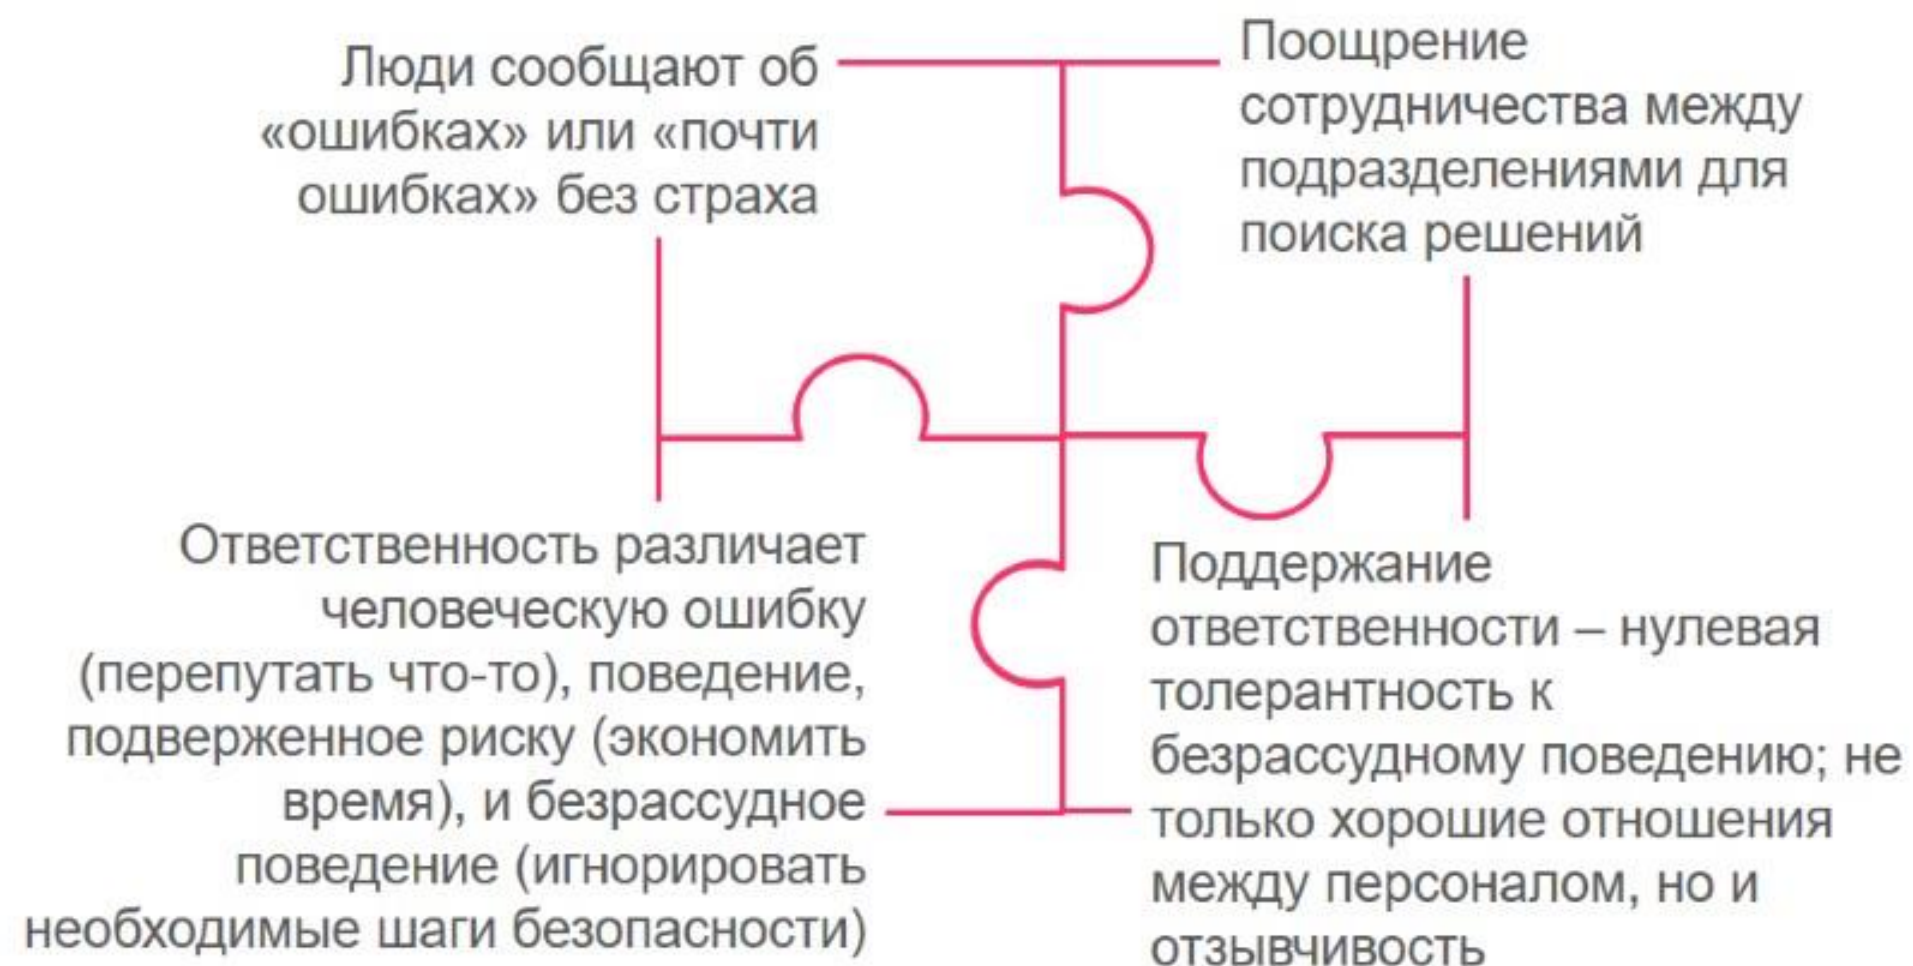 Люди сообщают об
«ошибках» или «почти
ошибках» без страха
Поощрение
сотрудничества между
подразделениями для
поиска решений
Ответственность различает
человеческую ошибку
(перепутать что-то), поведение,
подверженное риску (экономить
время), и безрассудное
поведение (игнорировать
необходимые шаги безопасности)
Поддержание
ответственности – нулевая
толерантность к
безрассудному поведению; не
только хорошие отношения
между персоналом, но и
отзывчивость